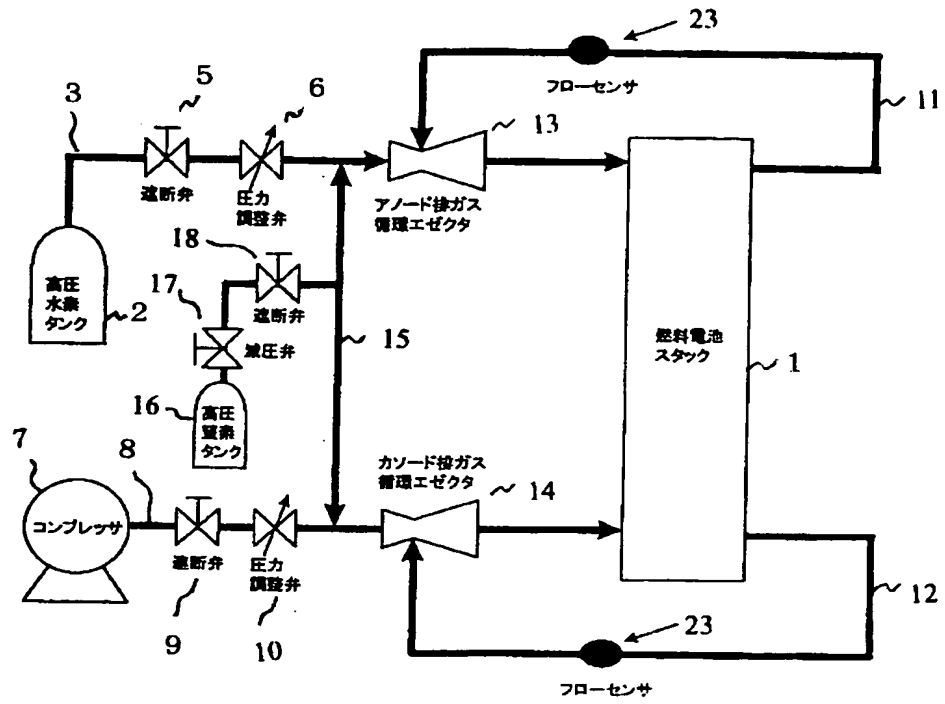 23
フローセンサ
5
6
3
13
11
遮断弁
圧力
調整弁
アノード排ガス
循環エゼクタ
18
17
高圧
水素
タンク
2
遮断弁
減圧弁
15
燃料電池
スタック
1
16
高圧
窒素
タンク
7
8
カソード排ガス
循環エゼクタ
14
コンプレッサ
遮断弁
圧力
調整弁
9
10
12
23
フローセンサ